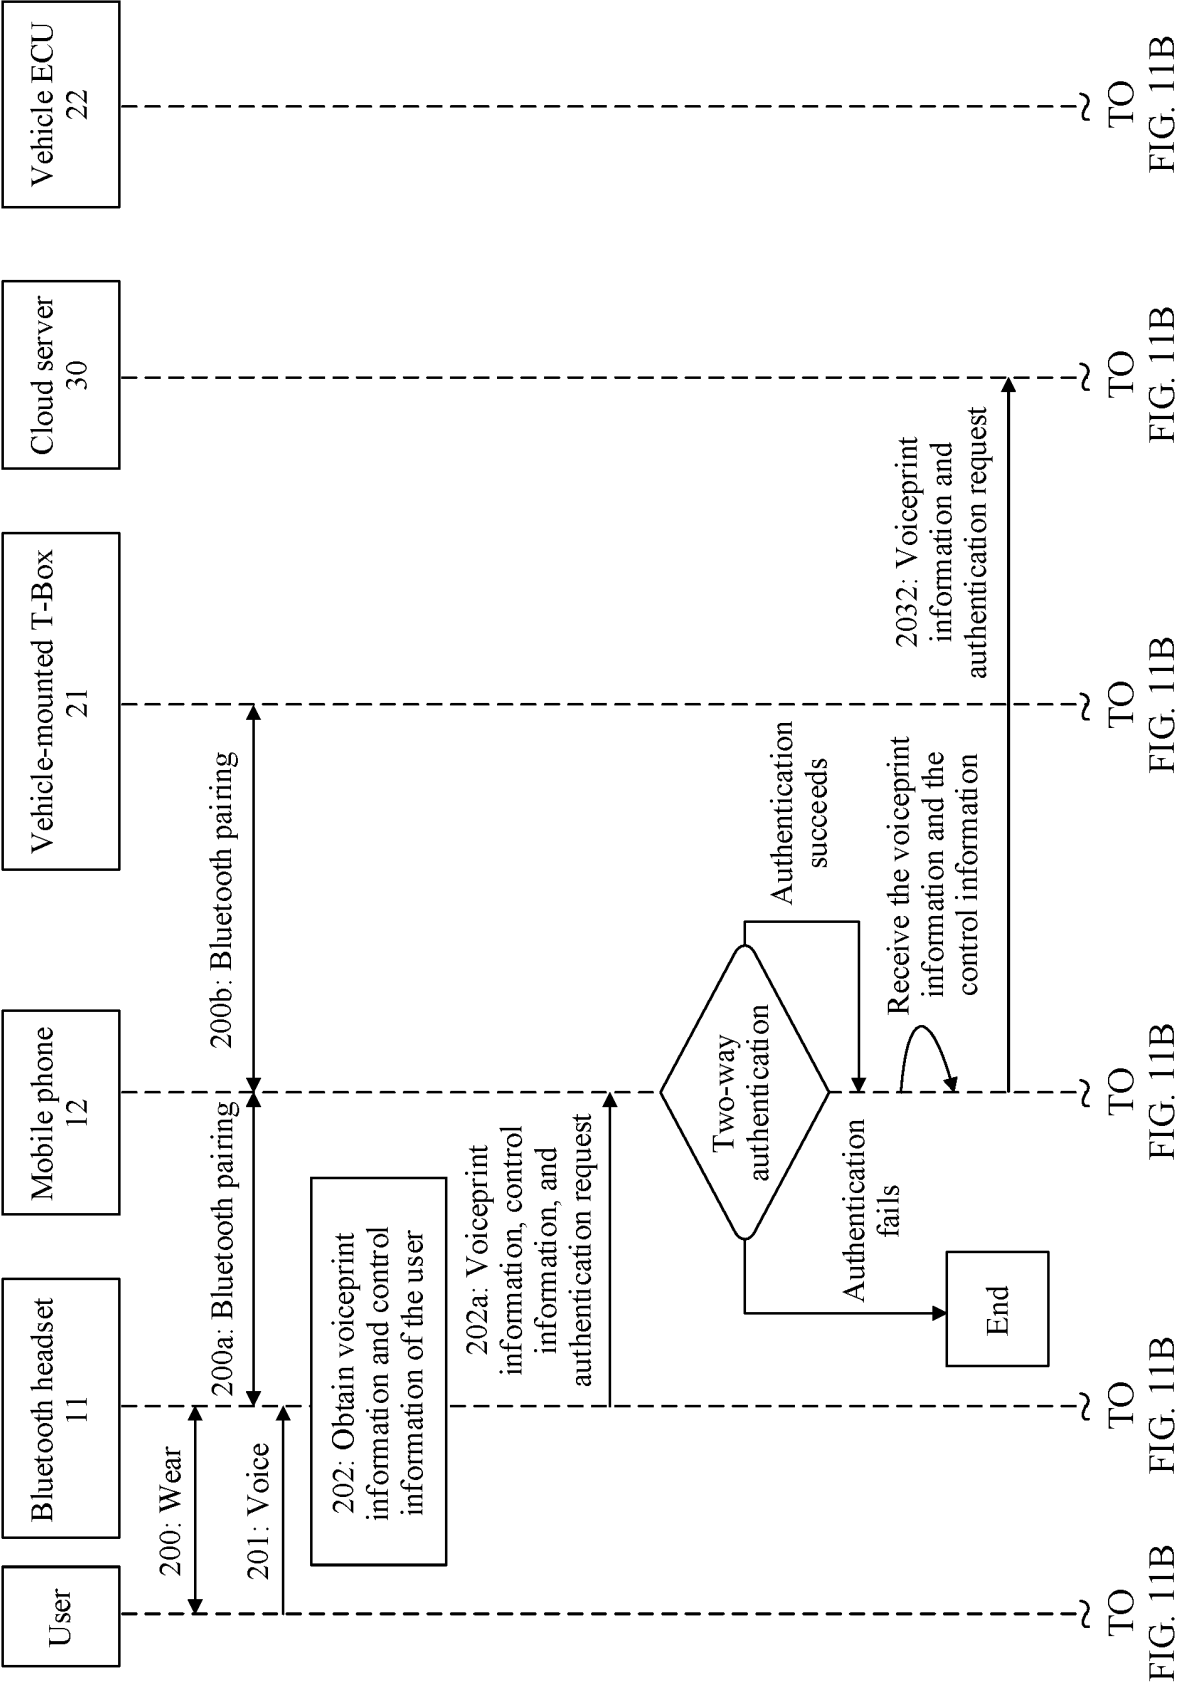 User
Bluetooth headset
11
Mobile phone
12
Vehicle-mounted T-Box
21
Cloud server
30
Vehicle ECU
22
200: Wear
200a: Bluetooth pairing
200b: Bluetooth pairing
201: Voice
202: Obtain voiceprint
information and control
information of the user
202a: Voiceprint
information, control
information, and
authentication request
Two-way
authentication
Authentication
succeeds
Authentication
fails
End
Receive the voiceprint
information and the
control information
2032: Voiceprint
information and
authentication request
TO
FIG. 11B
TO
FIG. 11B
TO
FIG. 11B
TO
FIG. 11B
TO
FIG. 11B
TO
FIG. 11B